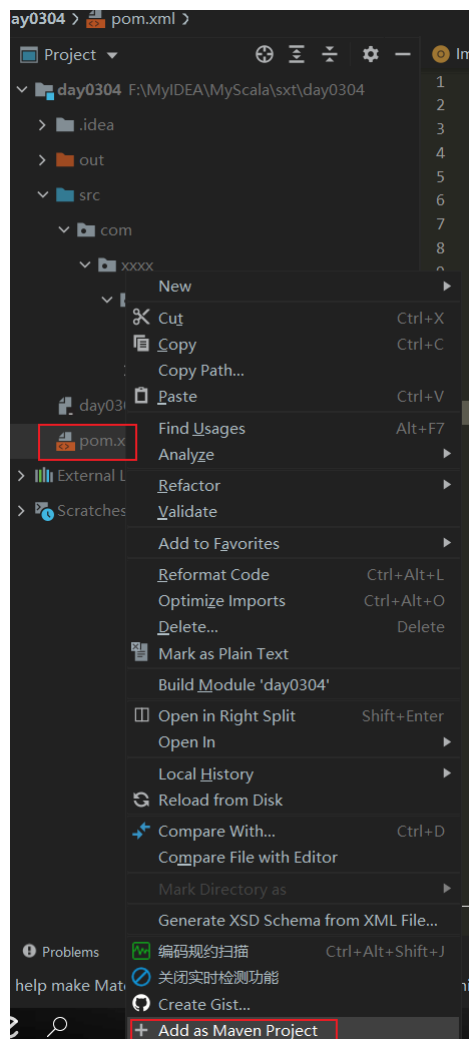 ay0304 > pom.xml >
Project
Im
day0304 F:\MyIDEA\MyScala\sxt\day0304
.idea
out
src
com
xxxx
day03
pom.x
External L
Scratches
1
2
3
4
5
6
7
8
New
Cut Ctrl+X
Copy Ctrl+C
Copy Path...
Paste Ctrl+V
Find Usages Alt+F7
Analyze
Refactor
Validate
Add to Favorites
Reformat Code Ctrl+Alt+L
Optimize Imports Ctrl+Alt+O
Delete... Delete
Mark as Plain Text
Build Module 'day0304'
Open in Right Split Shift+Enter
Open In
Local History
Reload from Disk
Compare With... Ctrl+D
Compare File with Editor
Mark Directory as
Generate XSD Schema from XML File...
编码规约扫描 Ctrl+Alt+Shift+J
关闭实时检测功能
Create Gist...
Add as Maven Project
Problems
help make Mat